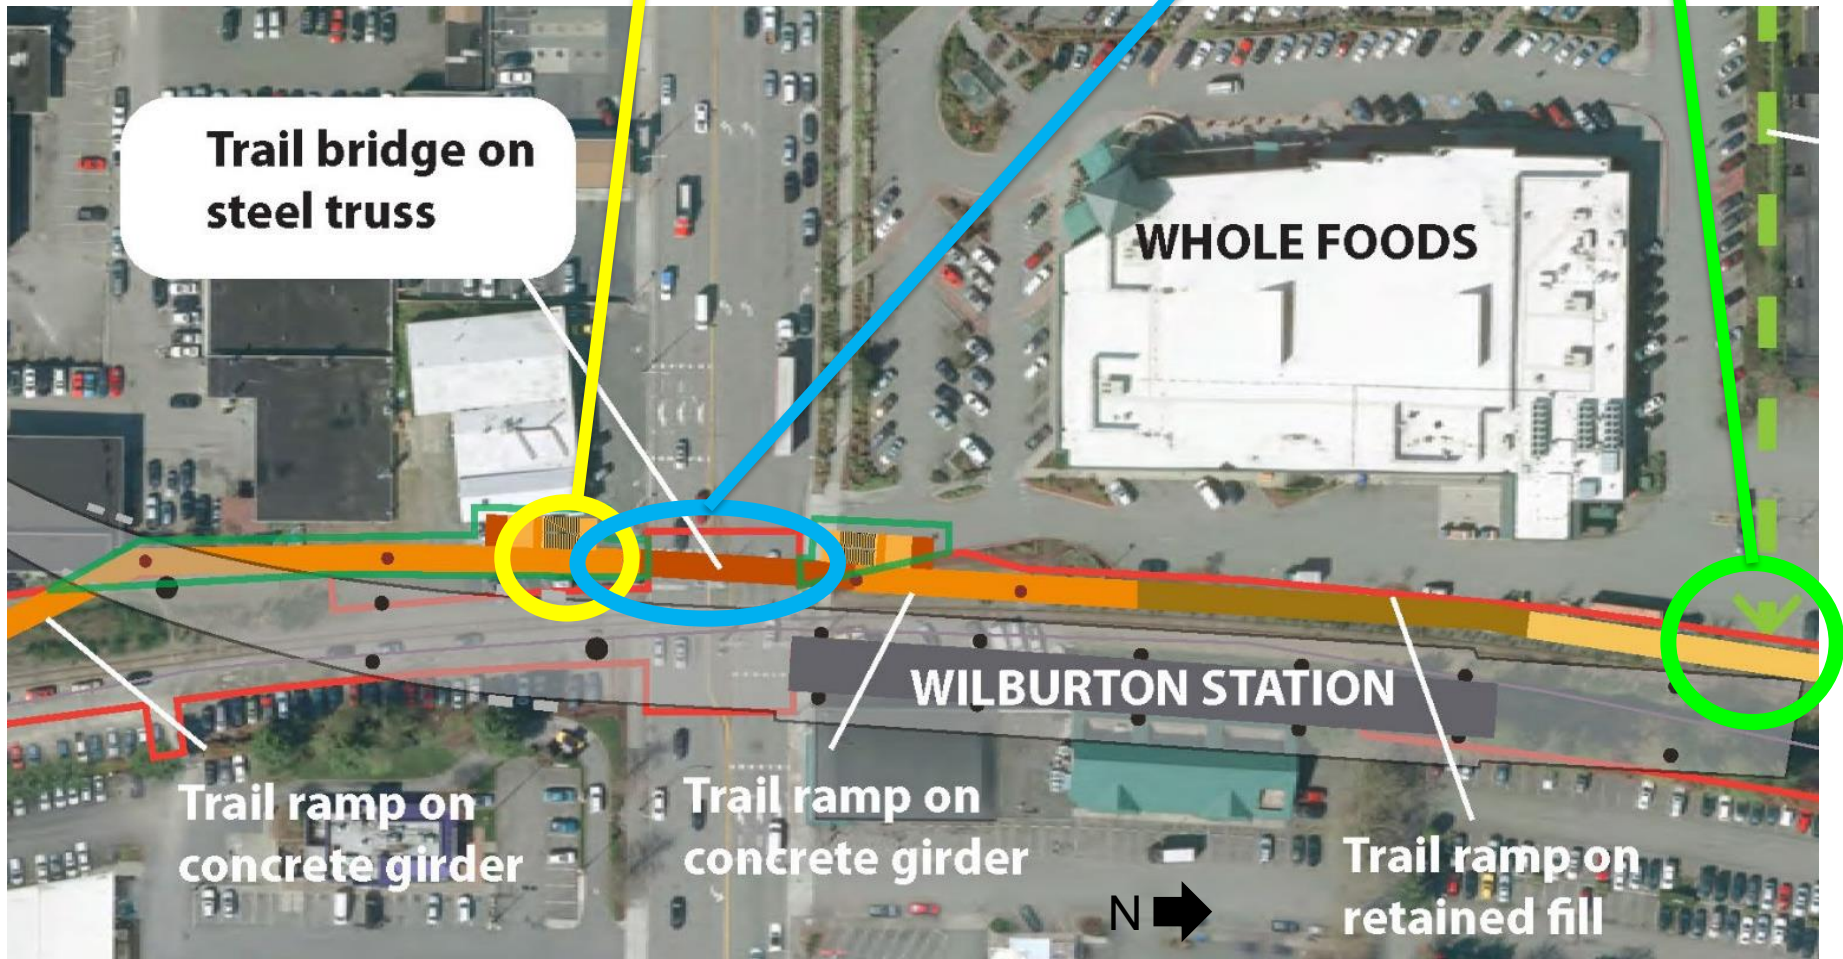 Trail bridge on
steel truss
WHOLE FOODS
WILBURTON STATION
Trail ramp on
concrete girder
Trail ramp on
concrete girder
Trail ramp on
retained fill
N